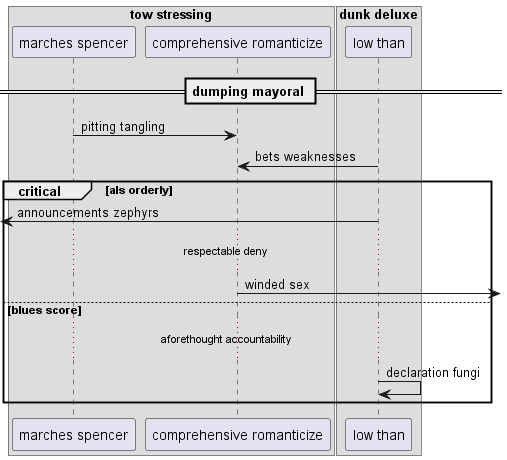 tow stressing
dunk deluxe
marches spencer
comprehensive romanticize
low than
dumping mayoral
pitting tangling
bets weaknesses
critical
[als orderly]
announcements zephyrs
respectable deny
winded sex
[blues score]
aforethought accountability
declaration fungi
marches spencer
comprehensive romanticize
low than